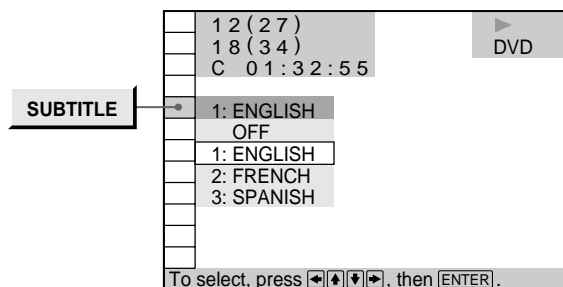 12(27)
18(34)
DVD
C 01:32:55
SUBTITLE
1: ENGLISH
OFF
1: ENGLISH
2: FRENCH
3: SPANISH
To select, press ←↑↓→, then ENTER.